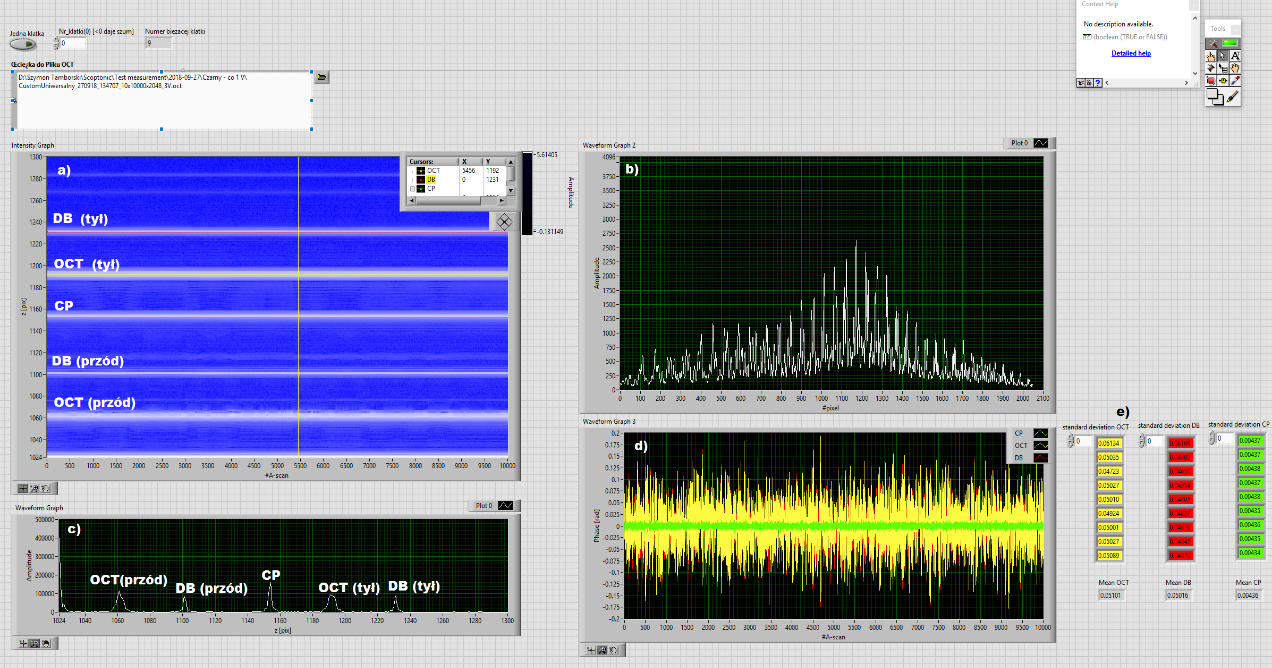 Context Help
No description available.
(boolean (TRUE or FALSE))
Detailed help
Tools
Jedna klatka
Nr_klatki(0) [<0 daje szum]
0
Numer biezacej klatki
9
D:\Szymon Tamborski\Scoptonic\Test measurement\2018-09-27\Czarny - co 1 V\
CustomUniwersalny_270918_134707_10x10000x2048_3V.oct
Intensity Graph
a)
1300
1280
1260
1240
1220
1200
1180
1160
1140
1120
1100
1080
1060
1040
1024
z [pix]
DB (tył)
OCT (tył)
CP
DB (przód)
OCT (przód)
Cursors: X Y
OCT 5456 1192
DB 0 1231
CP
5.61405
-0.131149
Amplitude
0 500 1000 1500 2000 2500 3000 3500 4000 4500 5000 5500 6000 6500 7000 7500 8000 8500 9000 10000
#A-scan
Waveform Graph 2
Plot 0
b)
4096
3750
3500
3250
3000
2750
2500
2250
2000
1750
1500
1250
1000
750
500
250
0
Amplitude
0 100 200 300 400 500 600 700 800 900 1000 1100 1200 1300 1400 1500 1600 1700 1800 1900 2000 2100
#pixel
Waveform Graph
Plot 0
c)
500000
400000
300000
200000
100000
0
Amplitude
OCT(przód)
DB (przód)
CP
OCT (tył)
DB (tył)
1024 1040 1060 1080 1100 1120 1140 1160 1180 1200 1220 1240 1260 1280 1300
z [pix]
Waveform Graph 3
d)
CP
OCT
DB
0.2
0.175
0.15
0.125
0.1
0.075
0.05
0.025
0
-0.025
-0.05
-0.075
-0.1
-0.125
-0.15
-0.175
-0.2
Phase [rad]
0 500 1000 1500 2000 2500 3000 3500 4000 4500 5000 5500 6000 6500 7000 7500 8000 8500 9000 10000
#A-scan
e)
standard deviation OCT
0
0.05134
0.05035
0.04723
0.05027
0.05010
0.04924
0.05001
0.05027
0.05089
Mean OCT
0.05101
standard deviation DB
0
Mean DB
0.05016
standard deviation CP
0
0.00437
0.00437
0.00438
0.00437
0.00438
0.00435
0.00436
0.00435
0.00434
Mean CP
0.00436